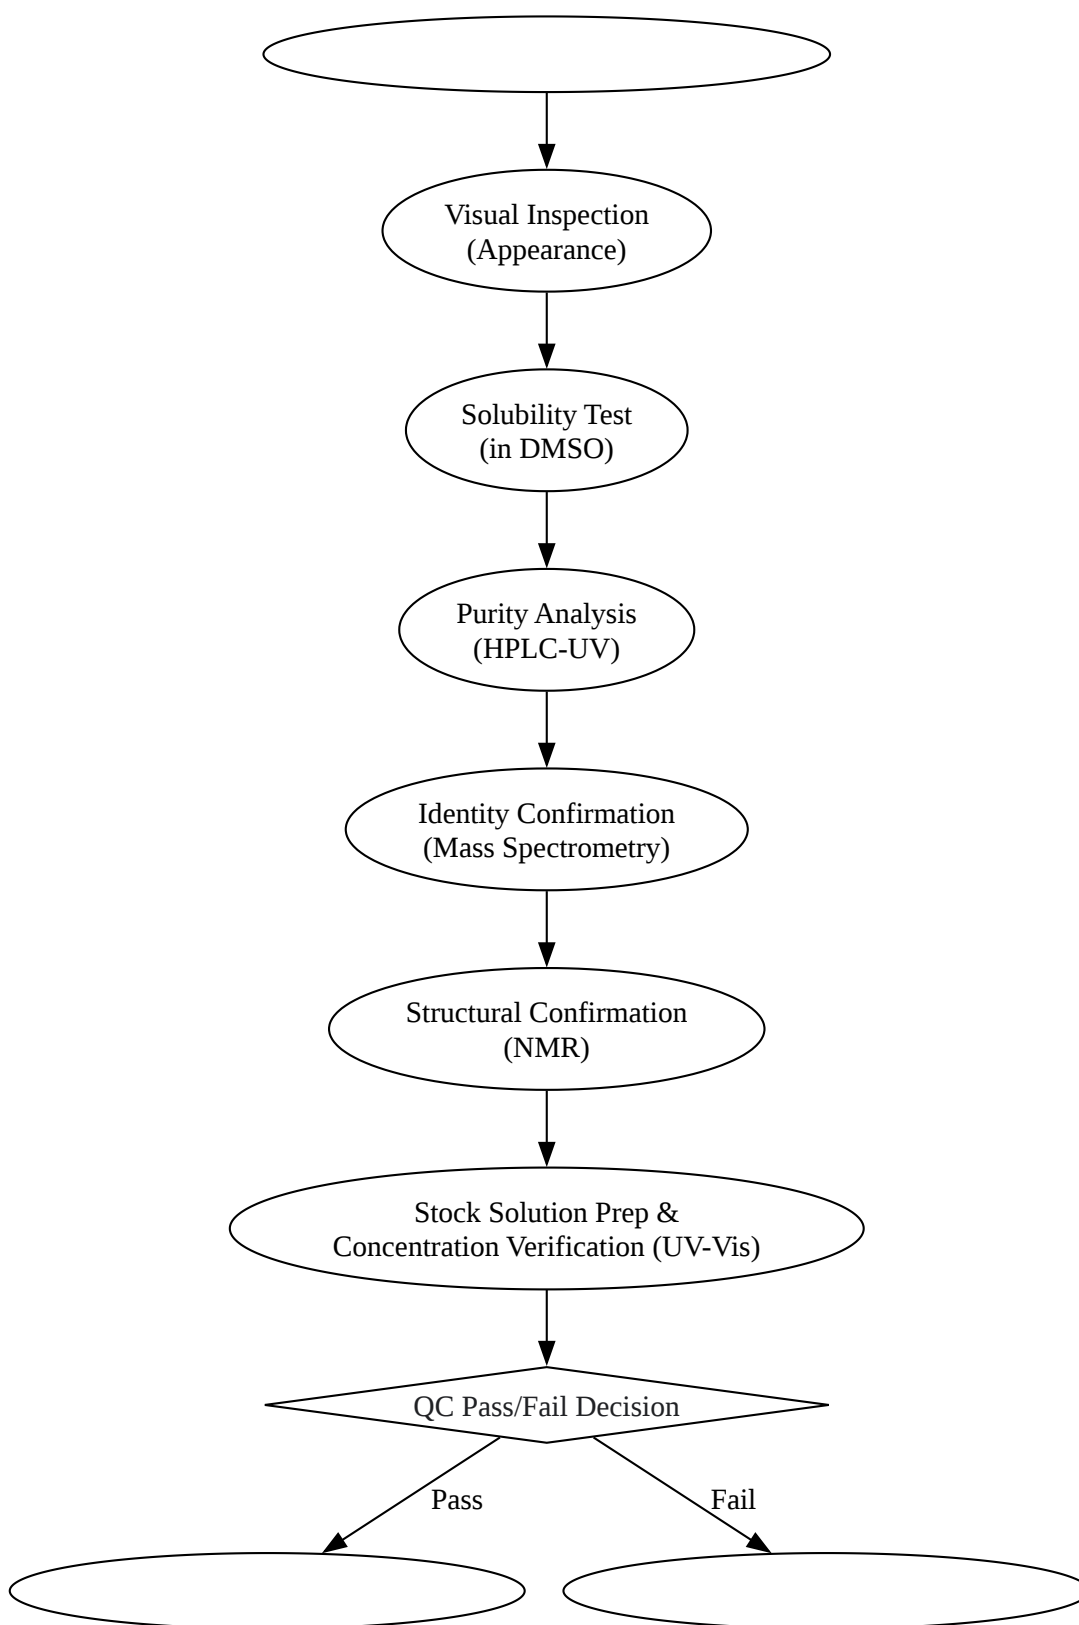 Visual Inspection
(Appearance)
Solubility Test
(in DMSO)
Purity Analysis
(HPLC-UV)
Identity Confirmation
(Mass Spectrometry)
Structural Confirmation
(NMR)
Stock Solution Prep &
Concentration Verification (UV-Vis)
QC Pass/Fail Decision
Pass
Fail